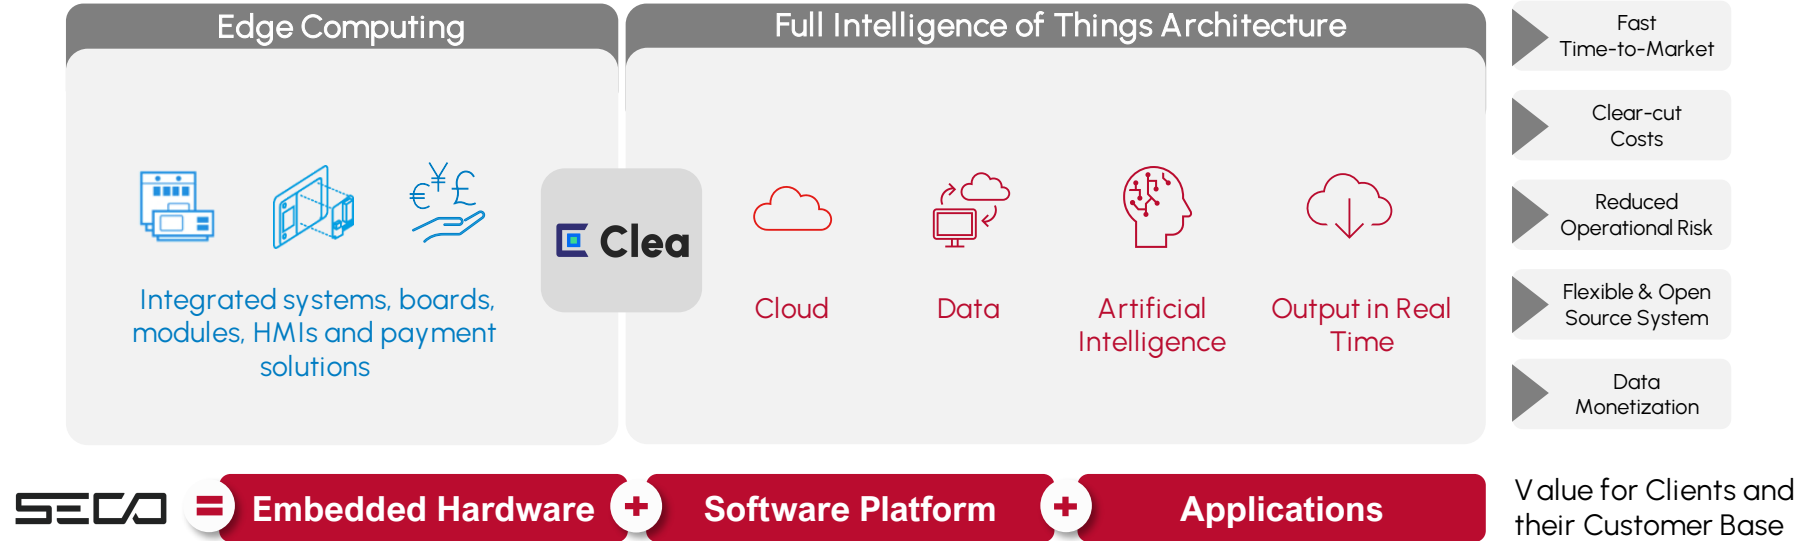 Edge Computing
Integrated systems, boards,
modules, HMIs and payment
solutions
Clea
Full Intelligence of Things Architecture
Cloud
Data
Artificial
Intelligence
Output in Real
Time
Fast
Time-to-Market
Clear-cut
Costs
Reduced
Operational Risk
Flexible & Open
Source System
Data
Monetization
SECO
=
Embedded Hardware
+
Software Platform
+
Applications
Value for Clients and
their Customer Base